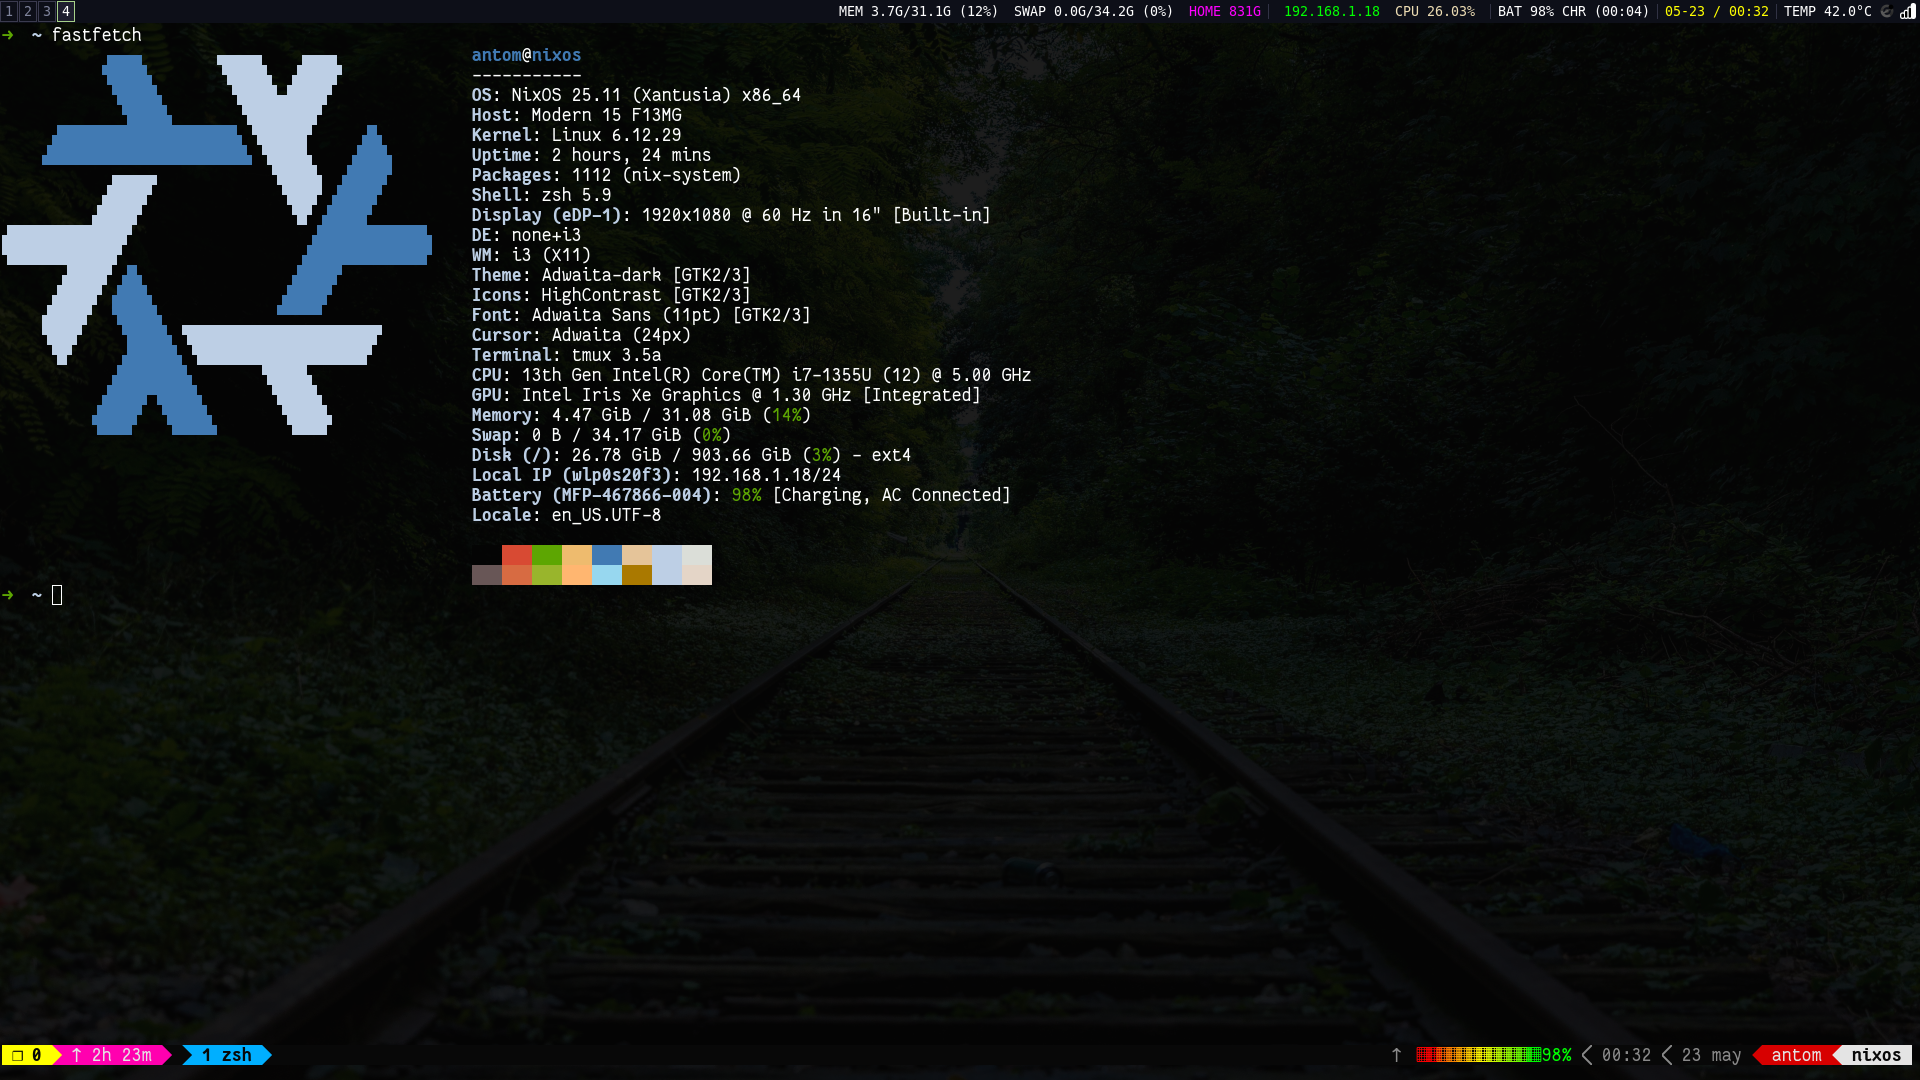 1 2 3 4 MEM 3.7G/31.1G (12%) SWAP 0.0G/34.2G (0%) HOME 831G 192.168.1.18 CPU 26.03% BAT 98% CHR (00:04) 05-23 / 00:32 TEMP 42.0°C
→ ~ fastfetch
antom@nixos
-----------
OS: NixOS 25.11 (Xantusia) x86_64
Host: Modern 15 F13MG
Kernel: Linux 6.12.29
Uptime: 2 hours, 24 mins
Packages: 1112 (nix-system)
Shell: zsh 5.9
Display (eDP-1): 1920x1080 @ 60 Hz in 16" [Built-in]
DE: none+i3
WM: i3 (X11)
Theme: Adwaita-dark [GTK2/3]
Icons: HighContrast [GTK2/3]
Font: Adwaita Sans (11pt) [GTK2/3]
Cursor: Adwaita (24px)
Terminal: tmux 3.5a
CPU: 13th Gen Intel(R) Core(TM) i7-1355U (12) @ 5.00 GHz
GPU: Intel Iris Xe Graphics @ 1.30 GHz [Integrated]
Memory: 4.47 GiB / 31.08 GiB (14%)
Swap: 0 B / 34.17 GiB (0%)
Disk (/): 26.78 GiB / 903.66 GiB (3%) - ext4
Local IP (wlp0s20f3): 192.168.1.18/24
Battery (MFP-467866-004): 98% [Charging, AC Connected]
Locale: en_US.UTF-8
→ ~
❐ 0 ↑ 2h 23m 1 zsh ↑ 98% 00:32 23 may antom nixos